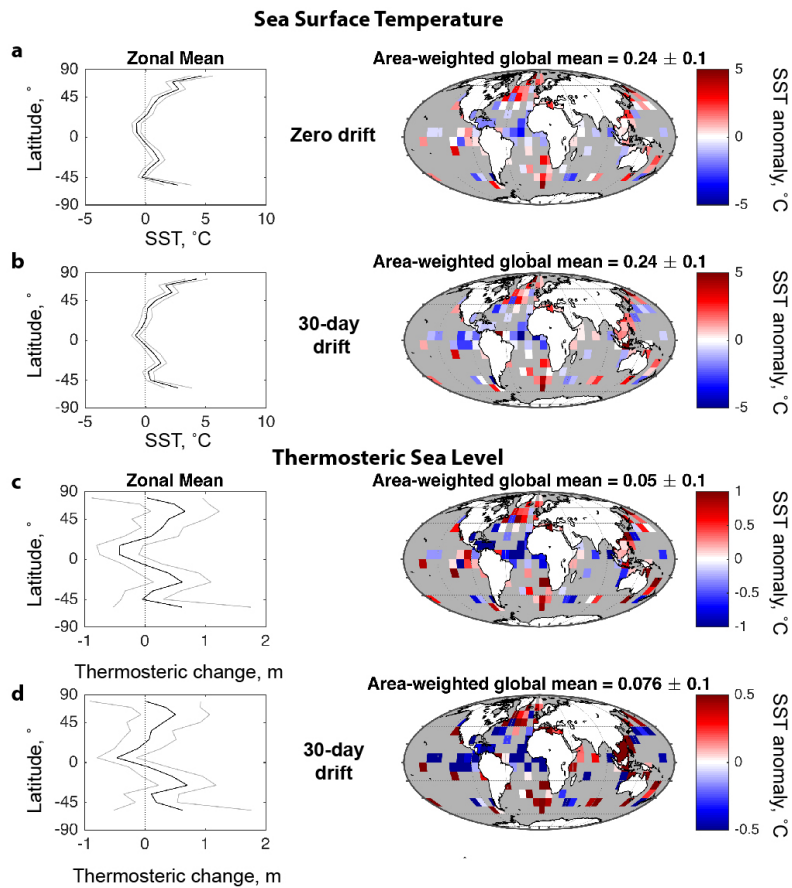 Sea Surface Temperature
a
Zonal Mean
Area-weighted global mean = 0.24 ± 0.1
90
45
0
-45
-90
Latitude, ˚
-5
0
5
10
SST, ˚C
Zero drift
5
0
-5
SST anomaly, ˚C
b
Area-weighted global mean = 0.24 ± 0.1
90
45
0
-45
-90
Latitude, ˚
-5
0
5
10
SST, ˚C
30-day
drift
5
0
-5
SST anomaly, ˚C
Thermosteric Sea Level
c
Zonal Mean
Area-weighted global mean = 0.05 ± 0.1
90
45
0
-45
-90
Latitude, ˚
-1
0
1
2
Thermosteric change, m
1
0.5
0
-0.5
-1
SST anomaly, ˚C
d
Area-weighted global mean = 0.076 ± 0.1
90
45
0
-45
-90
Latitude, ˚
-1
0
1
2
Thermosteric change, m
30-day
drift
0.5
0
-0.5
SST anomaly, ˚C